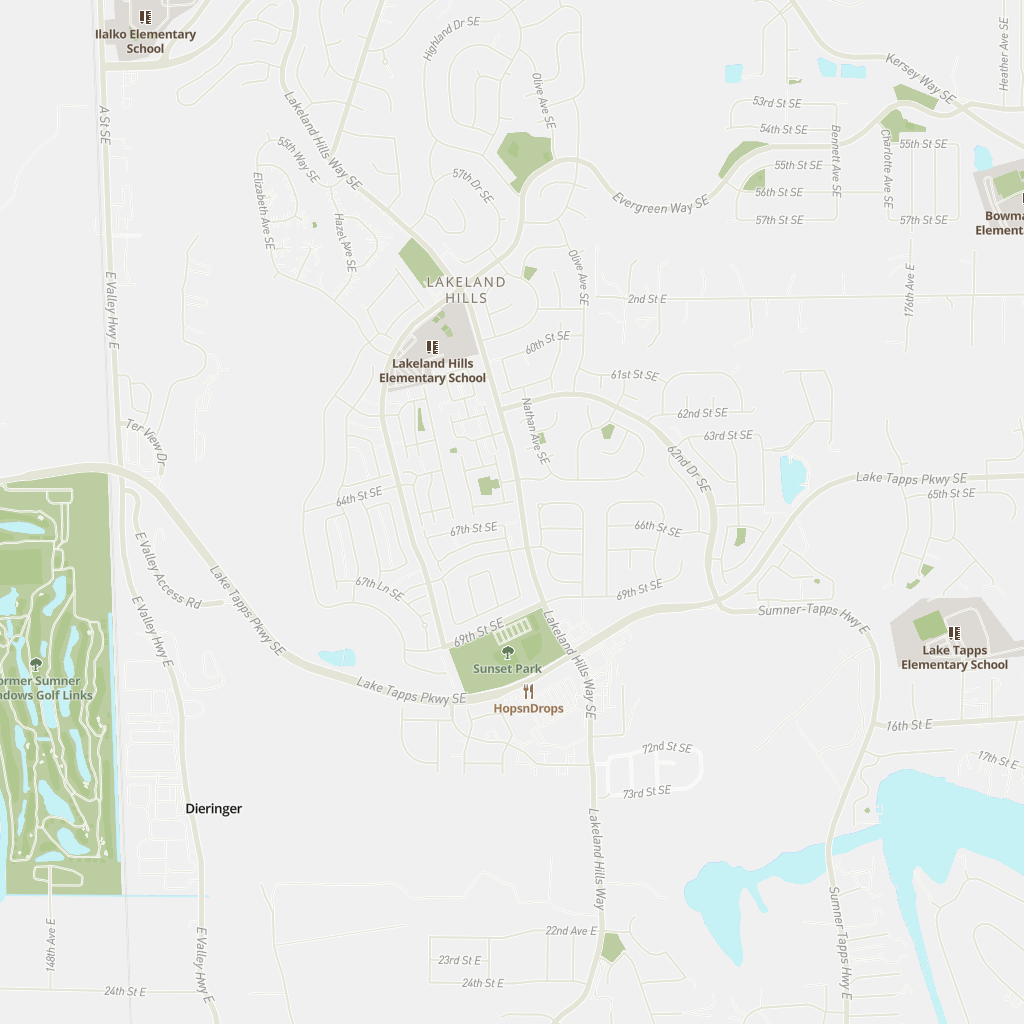 Ilalko Elementary
School
Highland Dr SE
Heather Ave SE
Olive Ave SE
Kersey Way SE
A St SE
Lakeland Hills Way SE
53rd St SE
54th St SE
Bennett Ave SE
Charlotte Ave SE
55th St SE
55th Way SE
55th St SE
57th Dr SE
Elizabeth Ave SE
56th St SE
Evergreen Way SE
Hazel Ave SE
57th St SE
57th St SE
Elementa
Olive Ave SE
LAKELAND
HILLS
E Valley Hwy E
2nd St E
176th Ave E
60th St SE
Lakeland Hills
Elementary School
61st St SE
Nathan Ave SE
62nd St SE
Ter View Dr
63rd St SE
62nd Dr SE
Lake Tapps Pkwy SE
64th St SE
65th St SE
67th St SE
66th St SE
E Valley Access Rd
Lake Tapps Pkwy SE
67th Ln SE
69th St SE
E Valley Hwy E
Sumner-Tapps Hwy E
69th St SE
Lakeland Hills Way SE
Lake Tapps
Elementary School
Sunset Park
ormer Sumner
adows Golf Links
Lake Tapps Pkwy SE
HopsnDrops
16th St E
72nd St SE
17th St E
73rd St SE
Dieringer
Lakeland Hills Way
Sumner Tapps Hwy E
148th Ave E
E Valley Hwy E
22nd Ave E
23rd St E
24th St E
24th St E